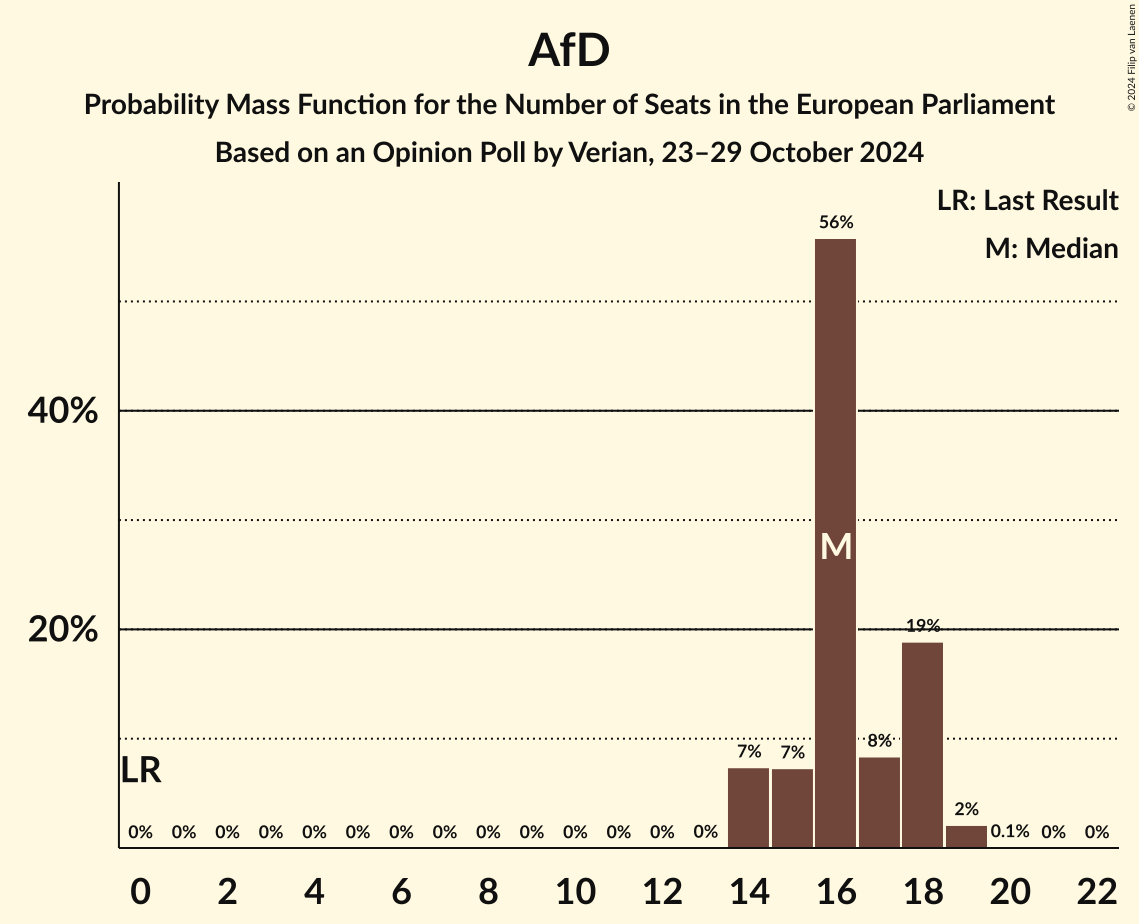 AfD
Probability Mass Function for the Number of Seats in the European Parliament
Based on an Opinion Poll by Verian, 23–29 October 2024
© 2024 Filip van Laenen
LR: Last Result
M: Median
56%
40%
M
20%
19%
LR
7%
7%
8%
2%
0% 0% 0% 0% 0% 0% 0% 0% 0% 0% 0% 0% 0% 0% 0.1% 0% 0%
0 2 4 6 8 10 12 14 16 18 20 22